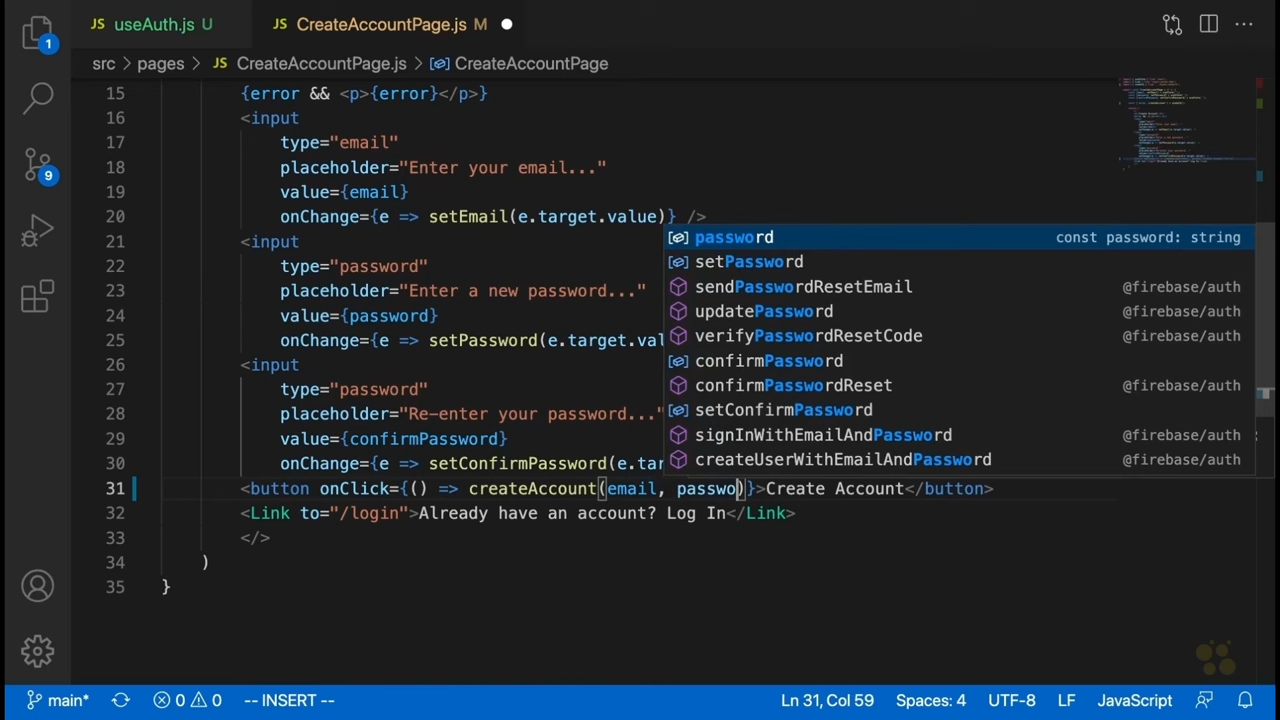 JS useAuth.js U
JS CreateAccountPage.js M
src > pages > JS CreateAccountPage.js > CreateAccountPage
15 {error && <p>{error}</p>}
16 <input
17 type="email"
18 placeholder="Enter your email..."
19 value={email}
20 onChange={e => setEmail(e.target.value)} />
21 <input
22 type="password"
23 placeholder="Enter a new password..."
24 value={password}
25 onChange={e => setPassword(e.target.val
26 <input
27 type="password"
28 placeholder="Re-enter your password..."
29 value={confirmPassword}
30 onChange={e => setConfirmPassword(e.tar
31 <button onClick={() => createAccount(email, passwo)}>Create Account</button>
32 <Link to="/login">Already have an account? Log In</Link>
33 </>
34 )
35 }
password const password: string
setPassword
sendPasswordResetEmail @firebase/auth
updatePassword @firebase/auth
verifyPasswordResetCode @firebase/auth
confirmPassword
confirmPasswordReset @firebase/auth
setConfirmPassword
signInWithEmailAndPassword @firebase/auth
createUserWithEmailAndPassword @firebase/auth
1
9
main* 0 0 -- INSERT -- Ln 31, Col 59 Spaces: 4 UTF-8 LF JavaScript